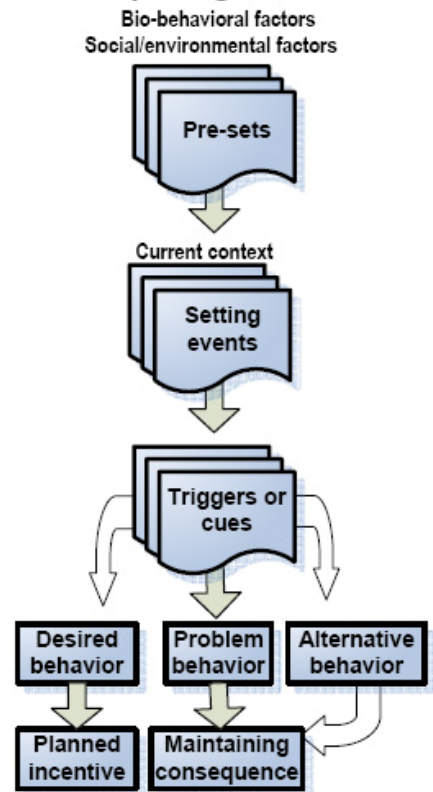 Bio-behavioral factors
Social/environmental factors
Pre-sets
Current context
Setting
events
Triggers or
cues
Desired
behavior
Problem
behavior
Alternative
behavior
Planned
incentive
Maintaining
consequence